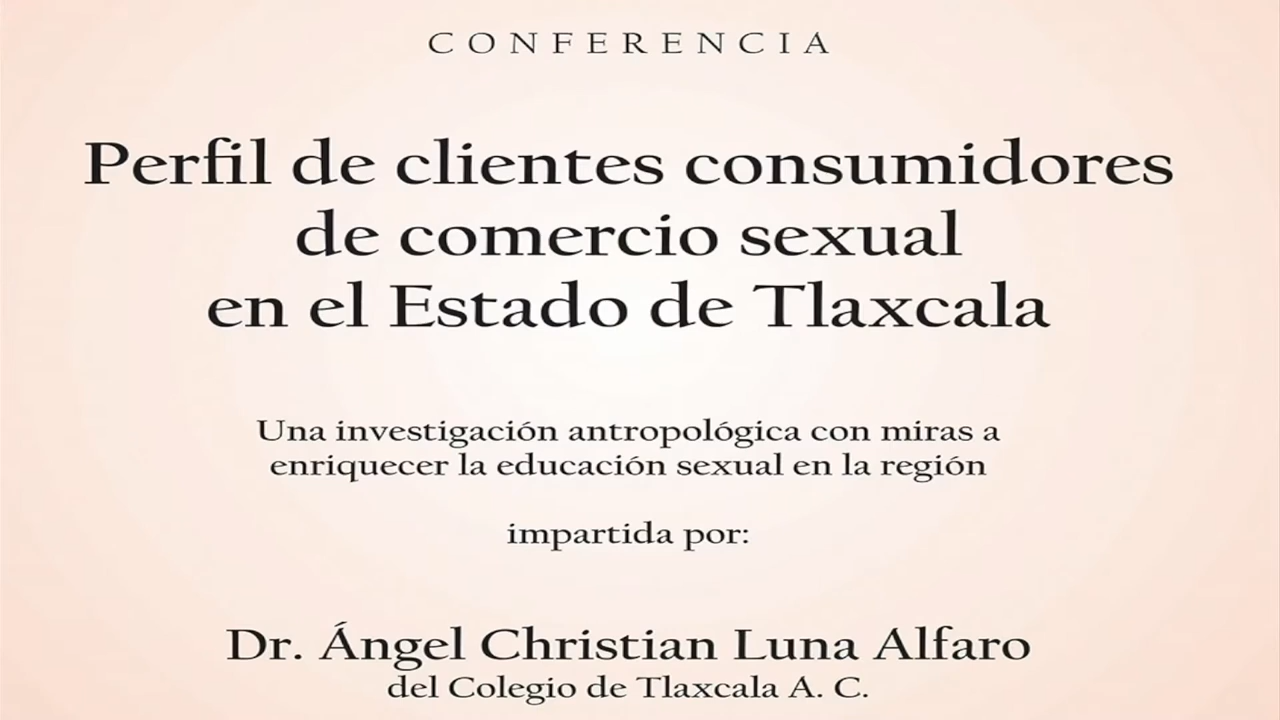 CONFERENCIA
Perfil de clientes consumidores
de comercio sexual
en el Estado de Tlaxcala
Una investigación antropológica con miras a
enriquecer la educación sexual en la región
impartida por:
Dr. Ángel Christian Luna Alfaro
del Colegio de Tlaxcala A. C.